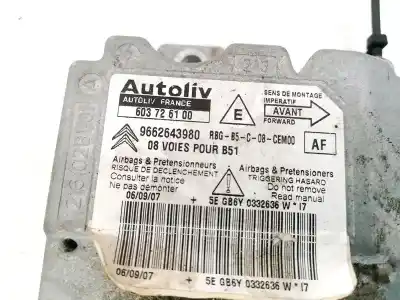 Autoliv
AUTOLIV FRANCE
603 72 61 00
E
SENS DE MONTAGE
IMPERATIF
AVANT
FORWARD
9662643980 RBG-B5-C-08-CEM00
AF
08 VOIES POUR B51
Airbags & Pretensionneurs
RISQUE DE DECLENCHEMENT
Consulter la notice
Ne pas démonter
Airbags & Pretensioners
TRIGGERING HASARD
Do not remove
Read manual
06/09/07 + 5E GB6Y 0332636 W * I7
06/09/07 + 5E GB6Y 0332636 W * I7